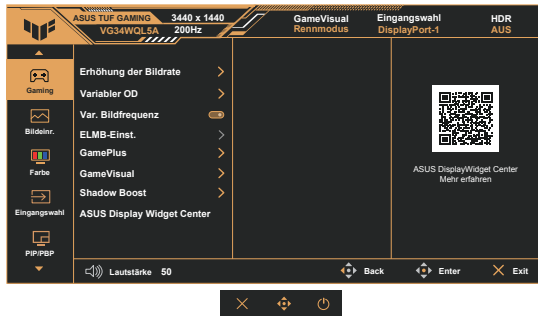 ASUS TUF GAMING 3440 x 1440
VG34WQL5A 200Hz
GameVisual
Rennmodus
Eingangswahl
DisplayPort-1
HDR
AUS
Gaming
Bildeinr.
Farbe
Eingangswahl
PIP/PBP
Erhöhung der Bildrate
Variabler OD
Var. Bildfrequenz
ELMB-Einst.
GamePlus
GameVisual
Shadow Boost
ASUS Display Widget Center
ASUS DisplayWidget Center
Mehr erfahren
Lautstärke 50
Back
Enter
Exit